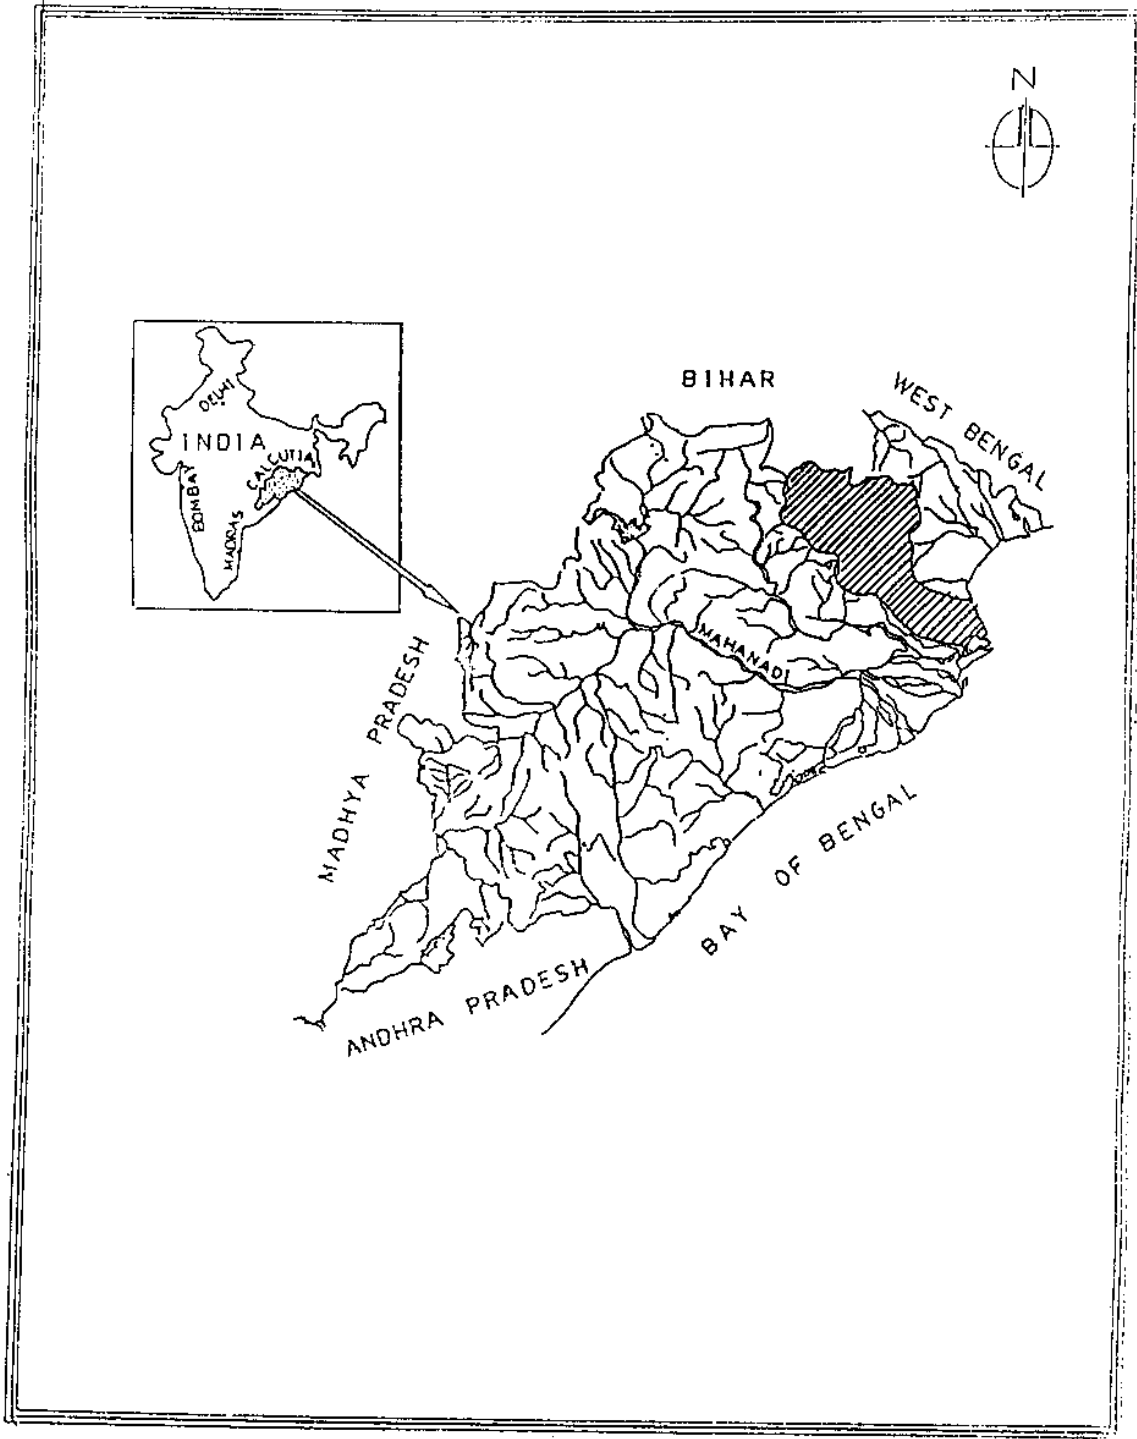 N
BIHAR
WEST BENGAL
DELHI
INDIA
CALCUTTA
BOMBAY
MADRAS
MAHANADI
MADHYA PRADESH
BAY OF BENGAL
ANDHRA PRADESH